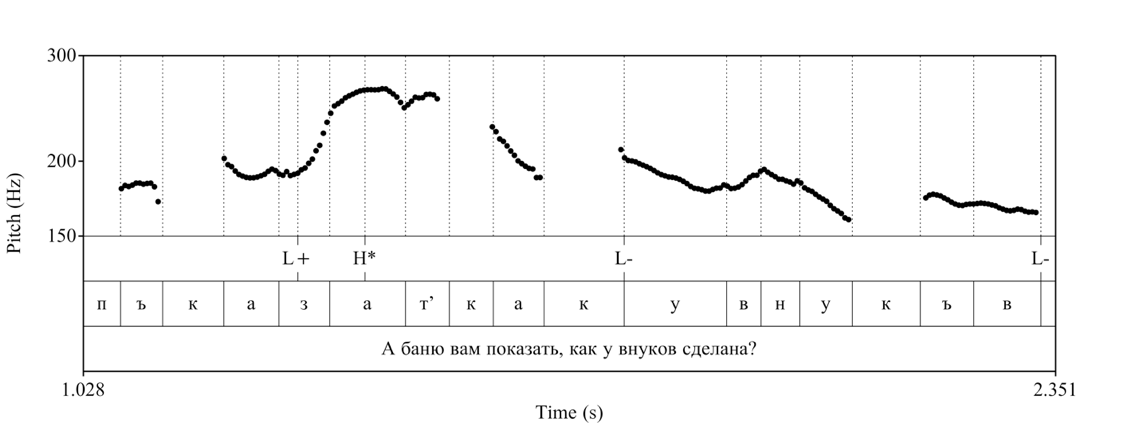 300
200
150
Pitch (Hz)
L + H* L- L-
п ъ к а з а т’ к а к у в н у к ъ в
А баню вам показать, как у внуков сделана?
1.028 2.351
Time (s)